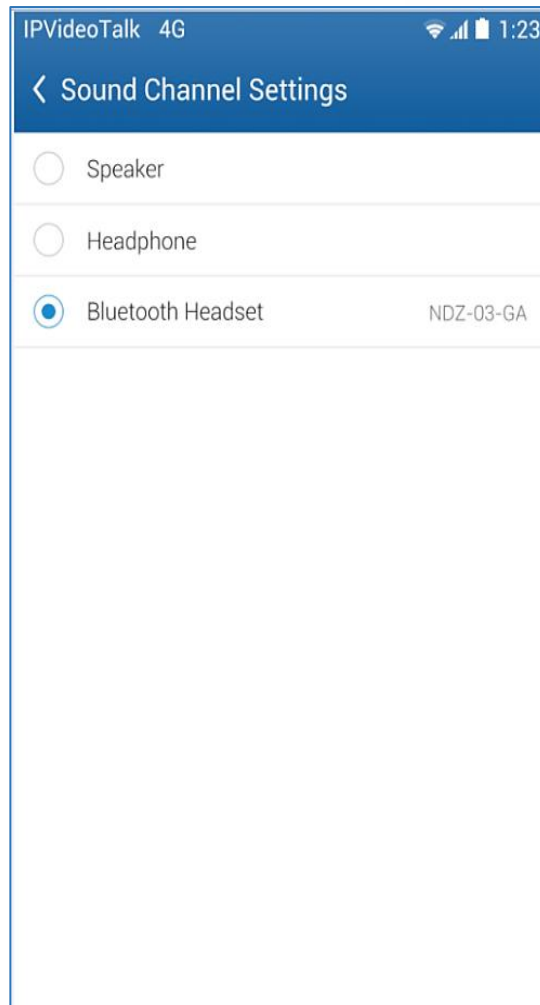 IPVideoTalk 4G 1:23
Sound Channel Settings
Speaker
Headphone
Bluetooth Headset NDZ-03-GA